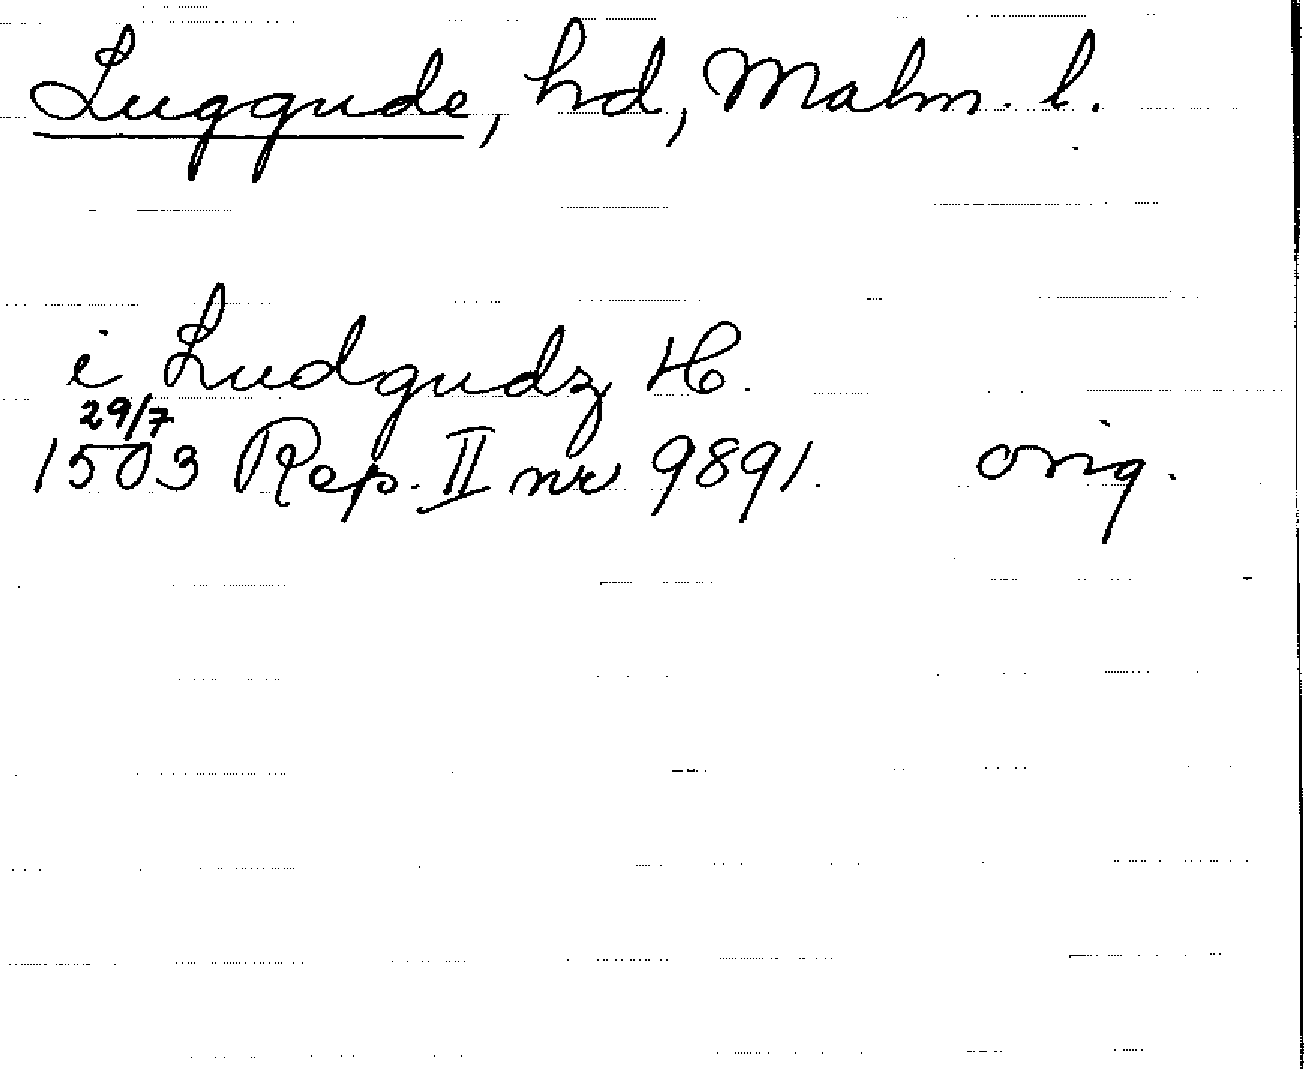 Luggude, hd, Malm. l.
i Ludgudz H.
29/7
1503 Rep. II nr 9891. orig.